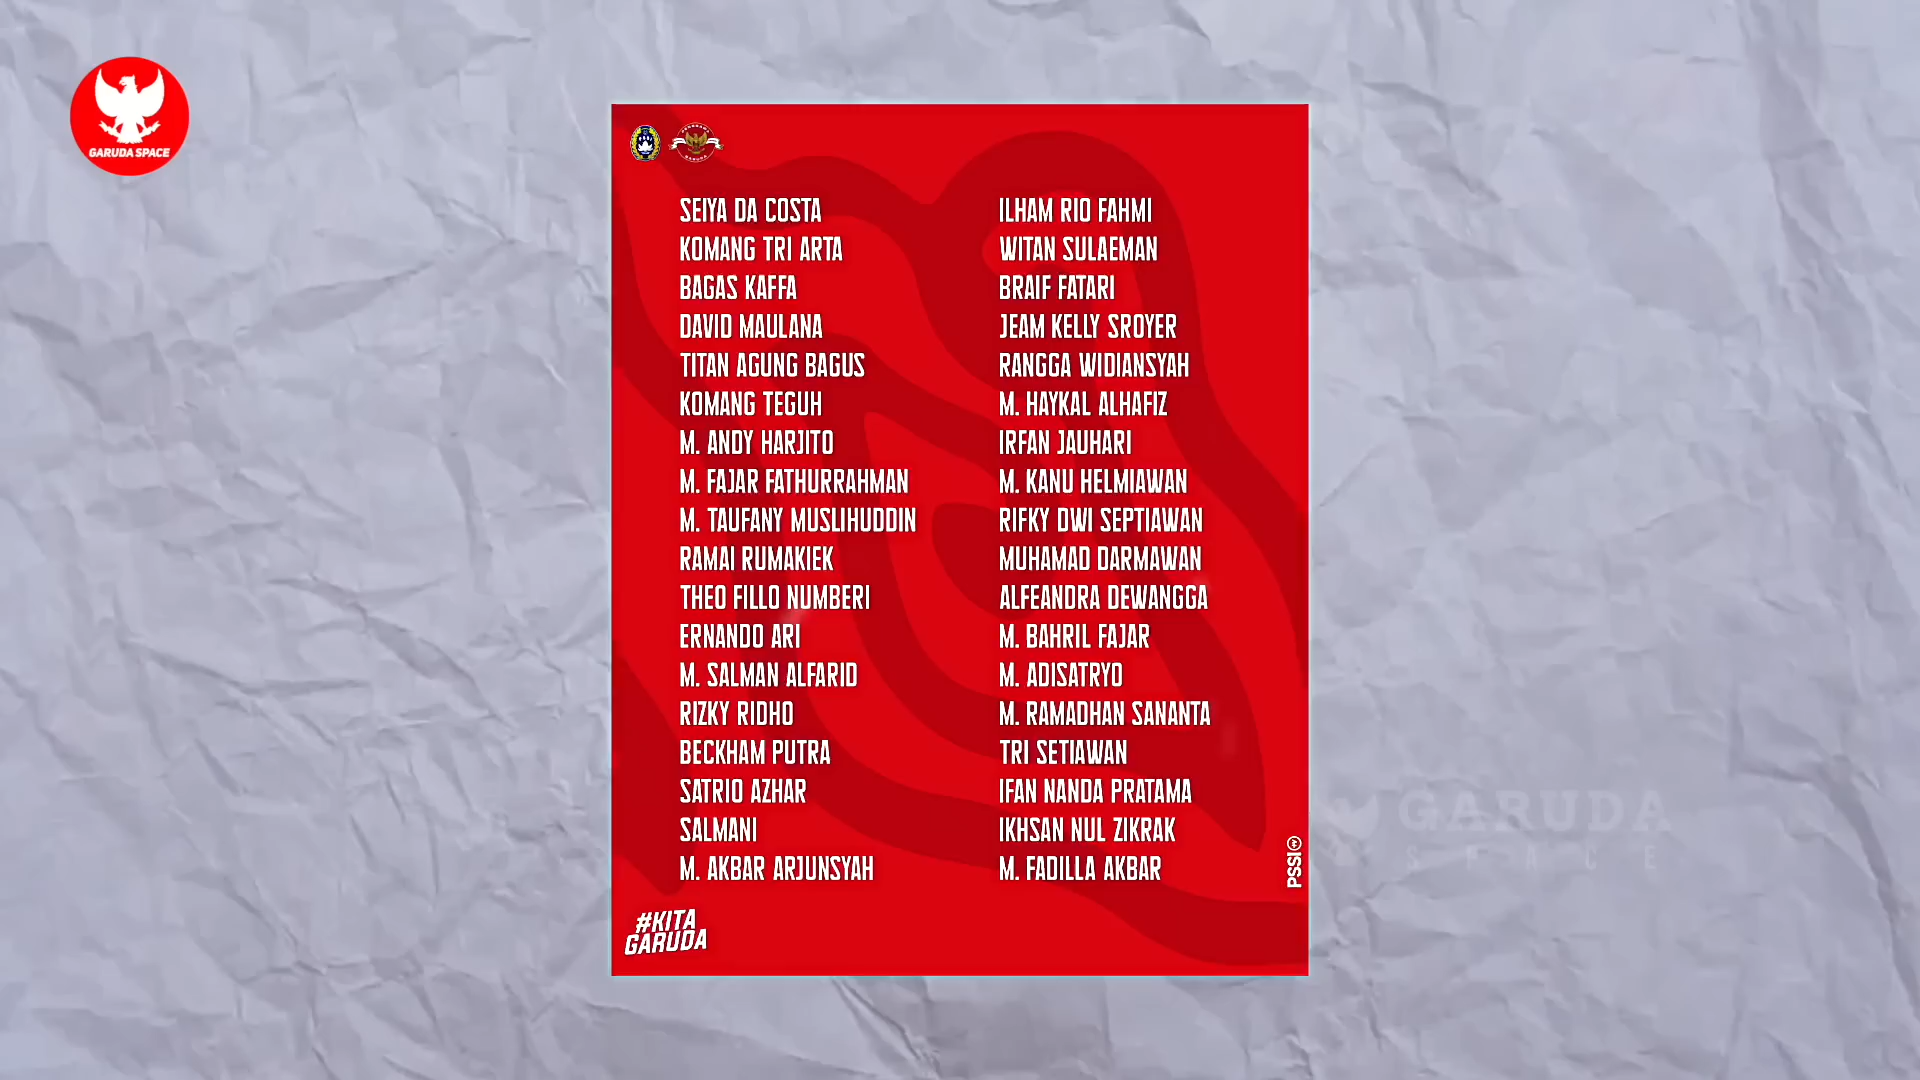 GARUDA SPACE
SEIYA DA COSTA
KOMANG TRI ARTA
BAGAS KAFFA
DAVID MAULANA
TITAN AGUNG BAGUS
KOMANG TEGUH
M. ANDY HARJITO
M. FAJAR FATHURRAHMAN
M. TAUFANY MUSLIHUDDIN
RAMAI RUMAKIEK
THEO FILLO NUMBERI
ERNANDO ARI
M. SALMAN ALFARID
RIZKY RIDHO
BECKHAM PUTRA
SATRIO AZHAR
SALMANI
M. AKBAR ARJUNSYAH
ILHAM RIO FAHMI
WITAN SULAEMAN
BRAIF FATARI
JEAM KELLY SROYER
RANGGA WIDIANSYAH
M. HAYKAL ALHAFIZ
IRFAN JAUHARI
M. KANU HELMIAWAN
RIFKY DWI SEPTIAWAN
MUHAMAD DARMAWAN
ALFEANDRA DEWANGGA
M. BAHRIL FAJAR
M. ADISATRYO
M. RAMADHAN SANANTA
TRI SETIAWAN
IFAN NANDA PRATAMA
IKHSAN NUL ZIKRAK
M. FADILLA AKBAR
PSSI
#KITA
GARUDA
GARUDA
SPACE